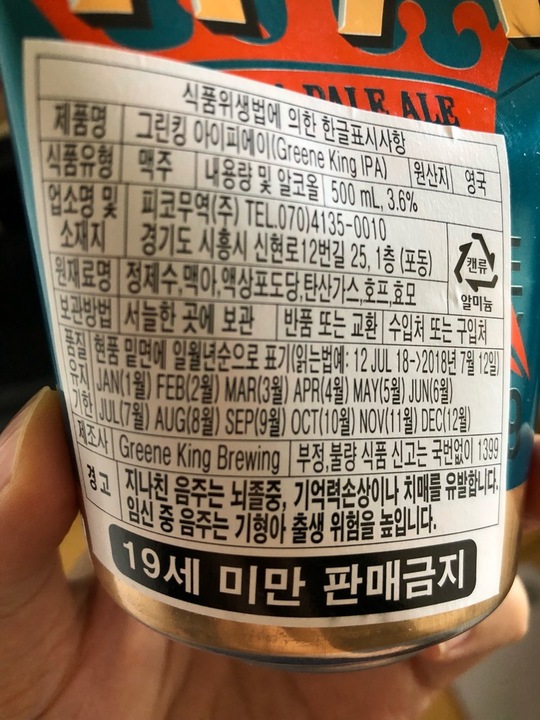 PALE ALE
식품위생법에 의한 한글표시사항
제품명 그린킹 아이피에이(Greene King IPA) 원산지 영국
식품유형 맥주 내용량 및 알코올 500 mL, 3.6%
업소명 및 소재지 피코무역(주) TEL.070)4135-0010
경기도 시흥시 신현로12번길 25, 1층 (포동)
캔류
알미늄
원재료명 정제수,맥아,액상포도당,탄산가스,호프,효모
보관방법 서늘한 곳에 보관 반품 또는 교환 수입처 또는 구입처
품질유지기한 현품 밑면에 일월년순으로 표기(읽는법예: 12 JUL 18->2018년 7월 12일)
JAN(1월) FEB(2월) MAR(3월) APR(4월) MAY(5월) JUN(6월)
JUL(7월) AUG(8월) SEP(9월) OCT(10월) NOV(11월) DEC(12월)
제조사 Greene King Brewing 부정,불량 식품 신고는 국번없이 1399
경고 지나친 음주는 뇌졸중, 기억력손상이나 치매를 유발합니다.
임신 중 음주는 기형아 출생 위험을 높입니다.
19세 미만 판매금지